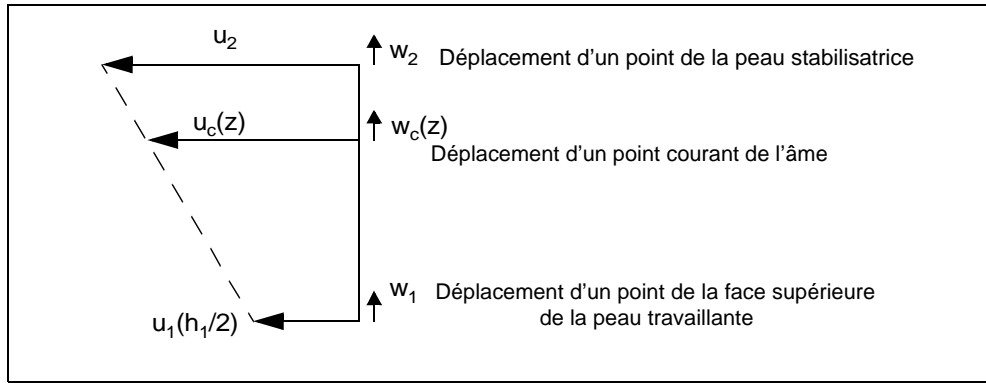 u2
w2 Déplacement d'un point de la peau stabilisatrice
uc(z)
wc(z)
Déplacement d'un point courant de l'âme
w1 Déplacement d'un point de la face supérieure
de la peau travaillante
u1(h1/2)